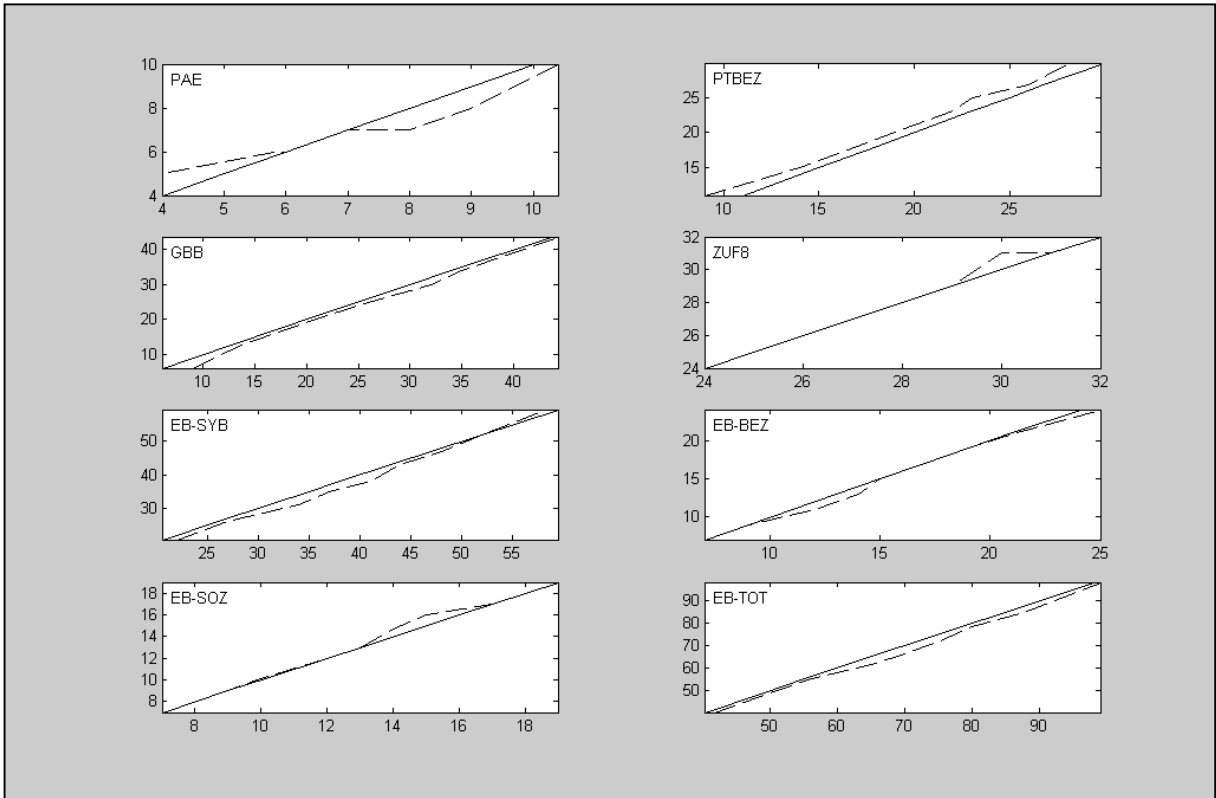 PAE
10
8
6
4
4 5 6 7 8 9 10
PTBEZ
25
20
15
10 15 20 25
GBB
40
30
20
10
10 15 20 25 30 35 40
ZUF8
32
30
28
26
24
24 26 28 30 32
EB-SYB
50
40
30
25 30 35 40 45 50 55
EB-BEZ
20
15
10
10 15 20 25
EB-SOZ
18
16
14
12
10
8
8 10 12 14 16 18
EB-TOT
90
80
70
60
50
50 60 70 80 90